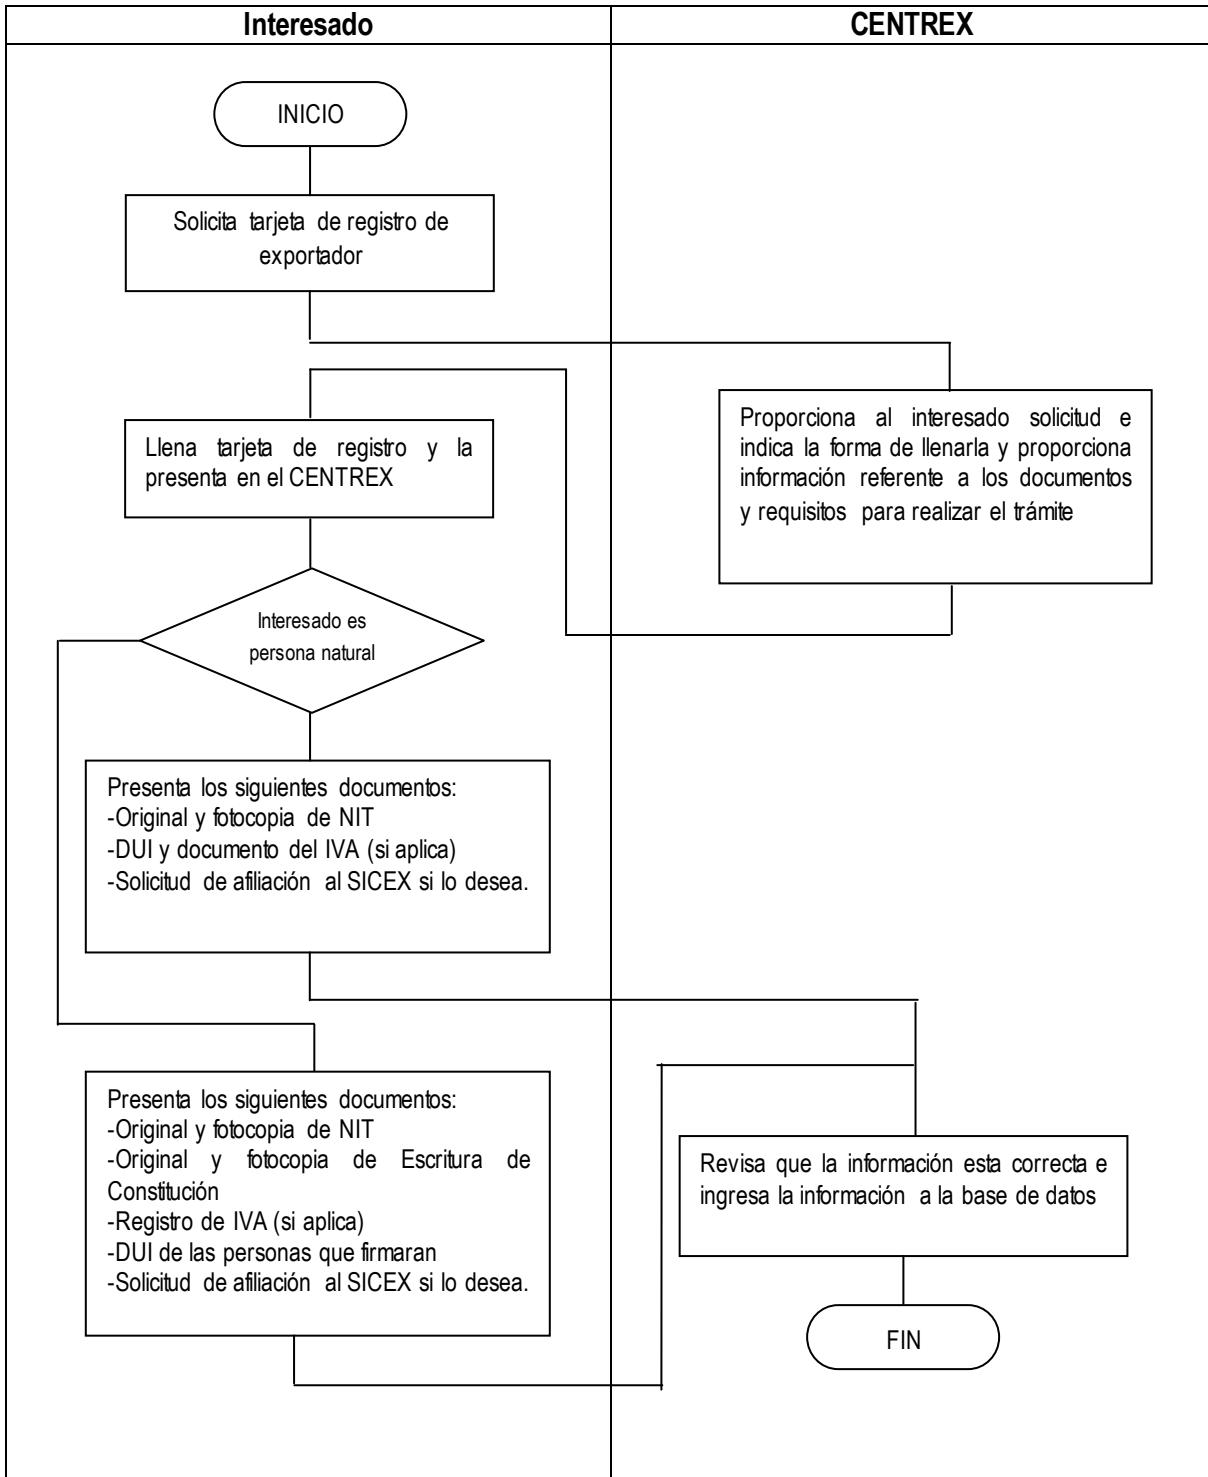 Interesado
CENTREX
INICIO
Solicita tarjeta de registro de
exportador
Proporciona al interesado solicitud e
indica la forma de llenarla y proporciona
información referente a los documentos
y requisitos para realizar el trámite
Llena tarjeta de registro y la
presenta en el CENTREX
Interesado es
persona natural
Presenta los siguientes documentos:
-Original y fotocopia de NIT
-DUI y documento del IVA (si aplica)
-Solicitud de afiliación al SICEX si lo desea.
Presenta los siguientes documentos:
-Original y fotocopia de NIT
-Original y fotocopia de Escritura de
Constitución
-Registro de IVA (si aplica)
-DUI de las personas que firmaran
-Solicitud de afiliación al SICEX si lo desea.
Revisa que la información esta correcta e
ingresa la información a la base de datos
FIN